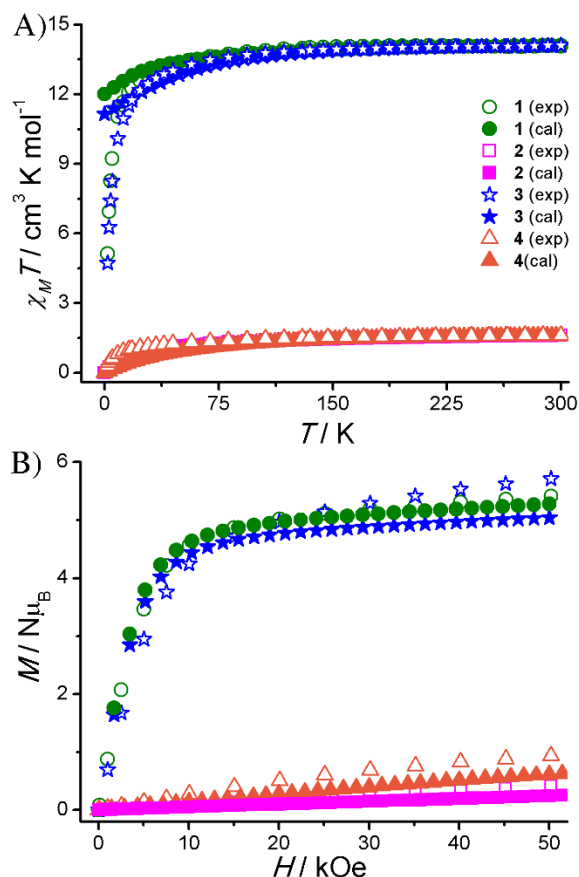 A)
15
12
9
6
3
0
χ_M T / cm³ K mol⁻¹
1 (exp)
1 (cal)
2 (exp)
2 (cal)
3 (exp)
3 (cal)
4 (exp)
4(cal)
0 75 150 225 300
T / K
B)
6
4
2
0
M / Nμ_B
0 10 20 30 40 50
H / kOe